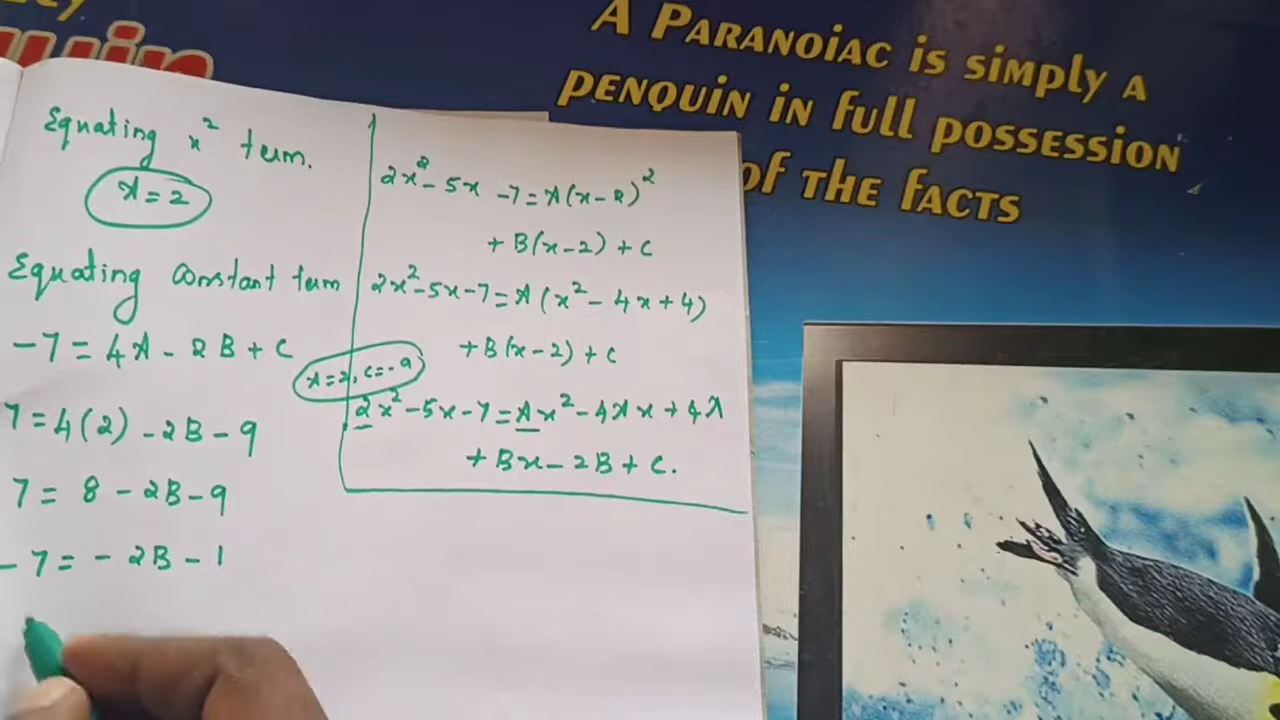 A PARANOiAC iS SiMPLY A
PENQUiN IN fUll POSSESSiON
of THE fACTS
Equating x² term.
A = 2
Equating constant term
-7 = 4A - 2B + C
7 = 4(2) - 2B - 9
7 = 8 - 2B - 9
-7 = - 2B - 1
2x² - 5x - 7 = A(x - 2)²
+ B(x - 2) + C
2x² - 5x - 7 = A(x² - 4x + 4)
+ B(x - 2) + C
A = 2, C = -9
2x² - 5x - 7 = Ax² - 4Ax + 4A
+ Bx - 2B + C.